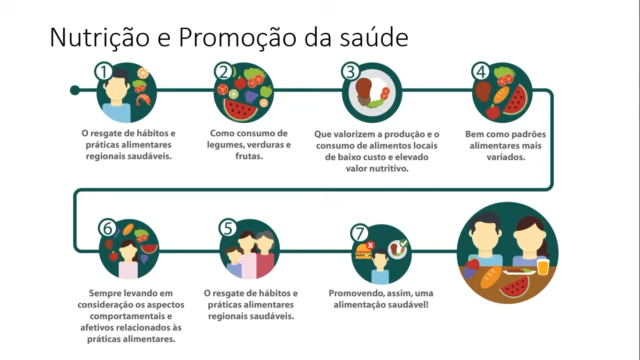 Nutrição e Promoção da saúde
1
O resgate de hábitos e
práticas alimentares
regionais saudáveis.
2
Como consumo de
legumes, verduras e
frutas.
3
Que valorizem a produção e o
consumo de alimentos locais
de baixo custo e elevado
valor nutritivo.
4
Bem como padrões
alimentares mais
variados.
6
Sempre levando em
consideração os aspectos
comportamentais e
afetivos relacionados às
práticas alimentares.
5
O resgate de hábitos e
práticas alimentares
regionais saudáveis.
7
Promovendo, assim, uma
alimentação saudável!